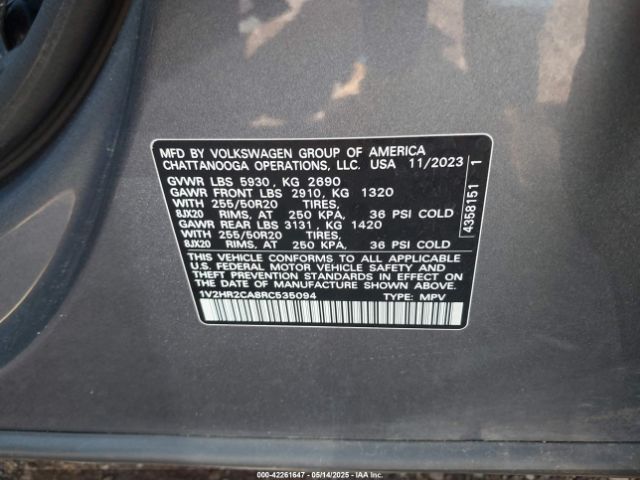 MFD BY VOLKSWAGEN GROUP OF AMERICA
CHATTANOOGA OPERATIONS, LLC. USA 11/2023
GVWR LBS 5930, KG 2690
GAWR FRONT LBS 2910, KG 1320
WITH 255/50R20 TIRES,
8JX20 RIMS, AT 250 KPA, 36 PSI COLD
GAWR REAR LBS 3131, KG 1420
WITH 255/50R20 TIRES,
8JX20 RIMS, AT 250 KPA, 36 PSI COLD
THIS VEHICLE CONFORMS TO ALL APPLICABLE
U.S. FEDERAL MOTOR VEHICLE SAFETY AND
THEFT PREVENTION STANDARDS IN EFFECT ON
THE DATE OF MANUFACTURE SHOWN ABOVE.
1V2HR2CA8RC535094 TYPE: MPV
4358151 1
000-42261647 - 05/14/2025 - IAAI.COM